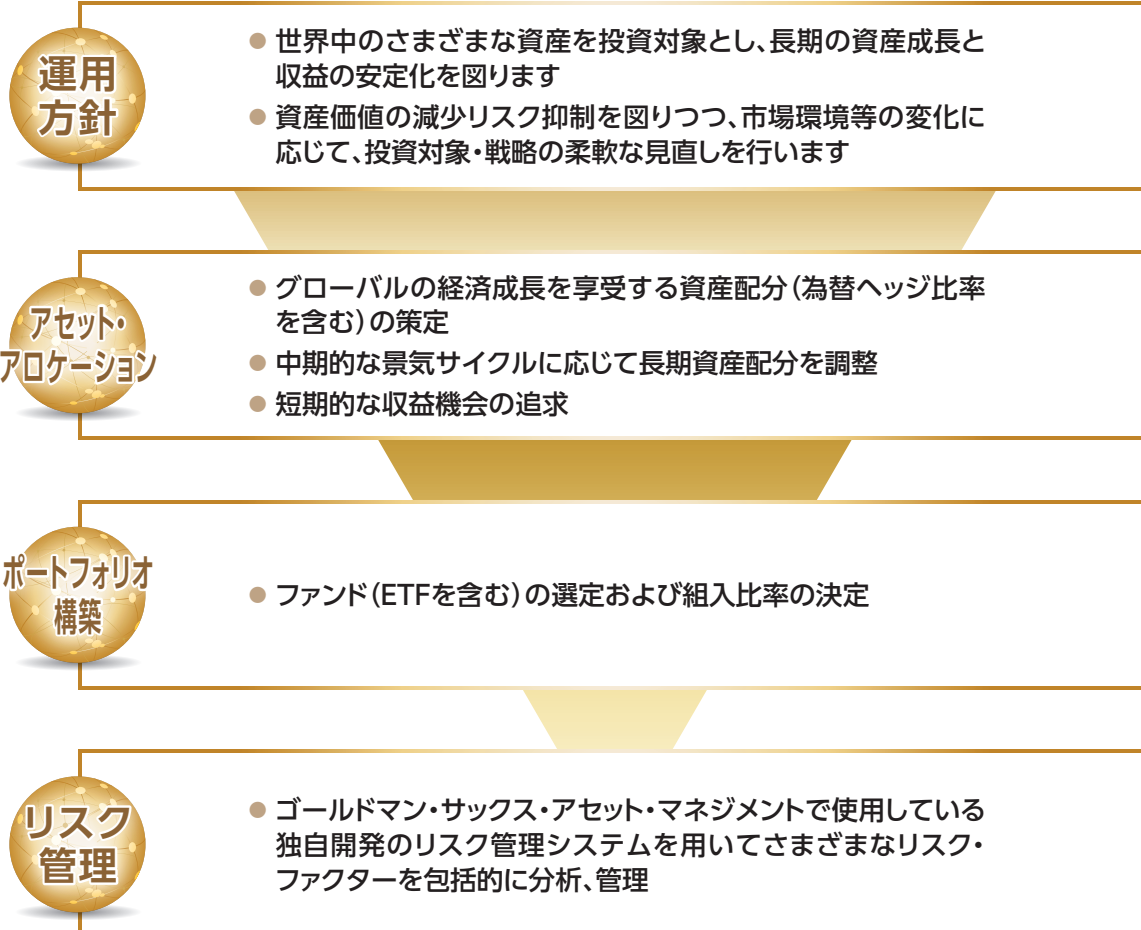 運用
方針
● 世界中のさまざまな資産を投資対象とし、長期の資産成長と
収益の安定化を図ります
● 資産価値の減少リスク抑制を図りつつ、市場環境等の変化に
応じて、投資対象・戦略の柔軟な見直しを行います
アセット・
アロケーション
● グローバルの経済成長を享受する資産配分（為替ヘッジ比率
を含む）の策定
● 中期的な景気サイクルに応じて長期資産配分を調整
● 短期的な収益機会の追求
ポートフォリオ
構築
● ファンド（ETFを含む）の選定および組入比率の決定
リスク
管理
● ゴールドマン・サックス・アセット・マネジメントで使用している
独自開発のリスク管理システムを用いてさまざまなリスク・
ファクターを包括的に分析、管理